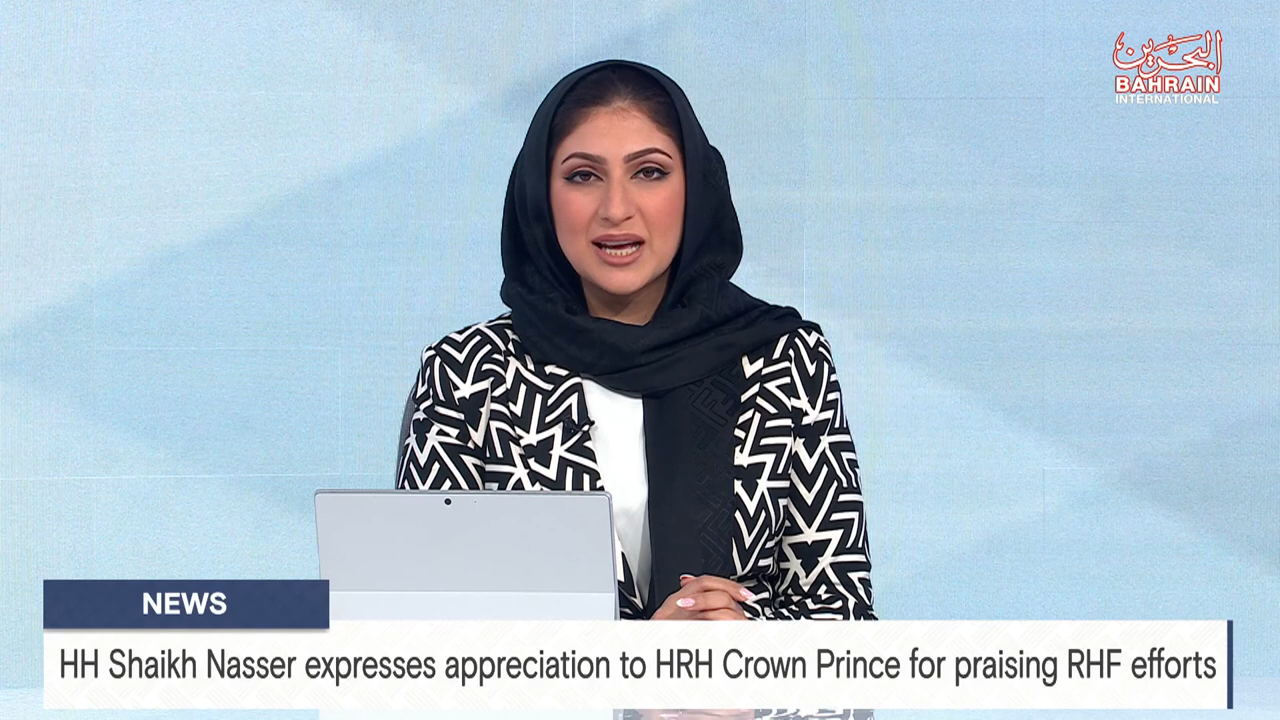 البحرين
BAHRAIN
INTERNATIONAL
NEWS
HH Shaikh Nasser expresses appreciation to HRH Crown Prince for praising RHF efforts